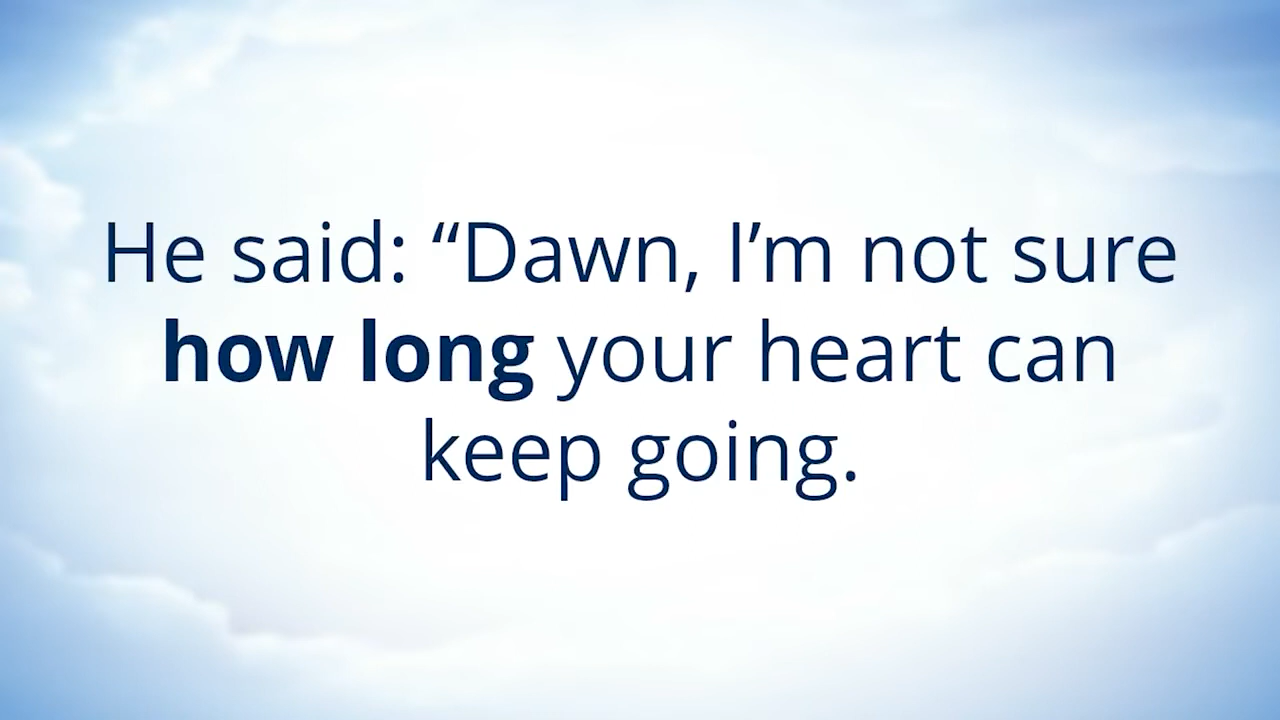 He said: “Dawn, I’m not sure
how long your heart can
keep going.